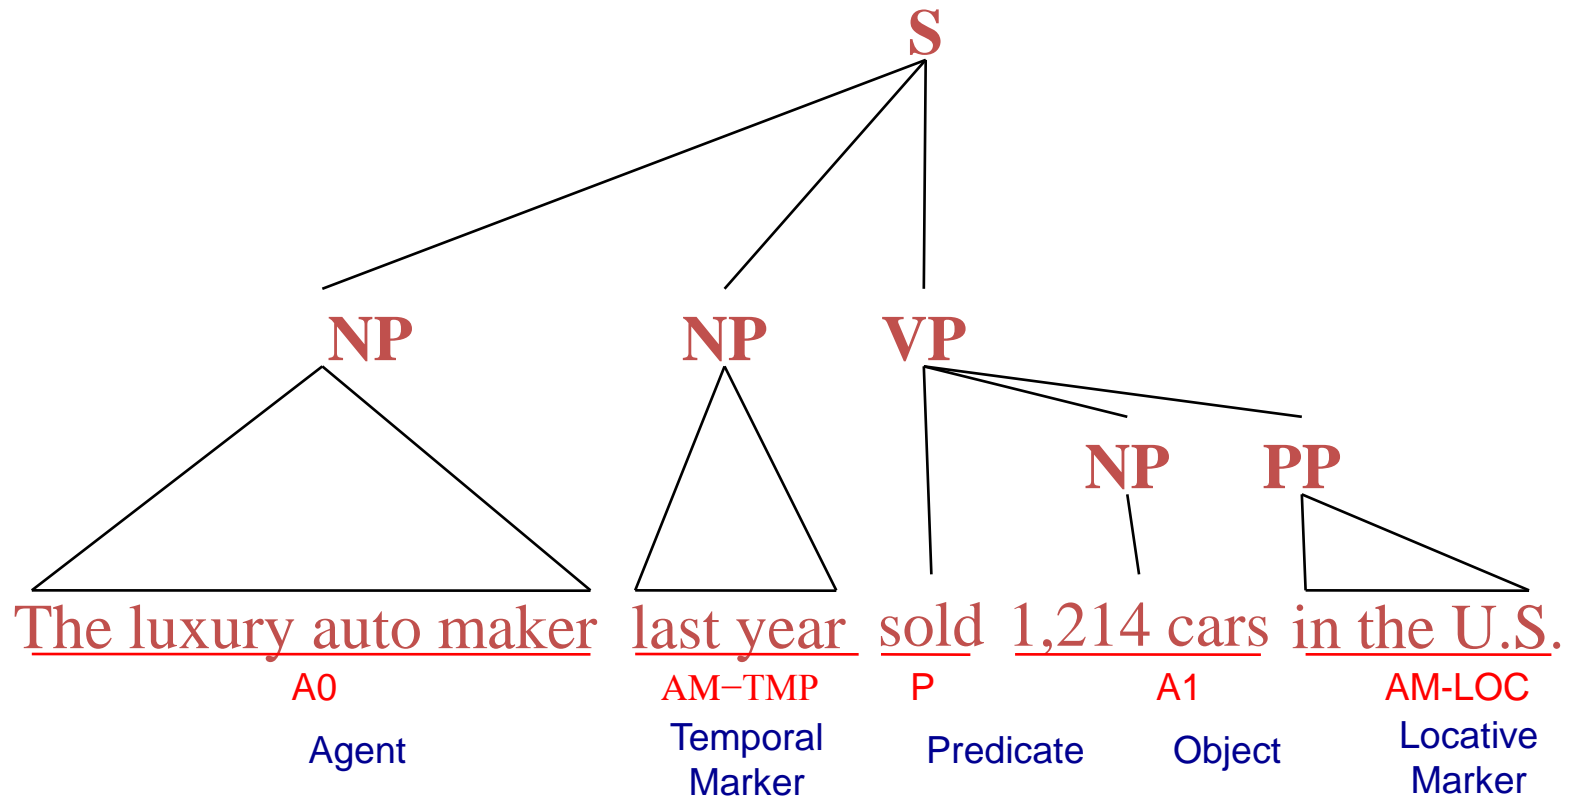 S
NP NP VP
NP PP
The luxury auto maker last year sold 1,214 cars in the U.S.
A0 AM−TMP P A1 AM-LOC
Agent Temporal Marker Predicate Object Locative Marker